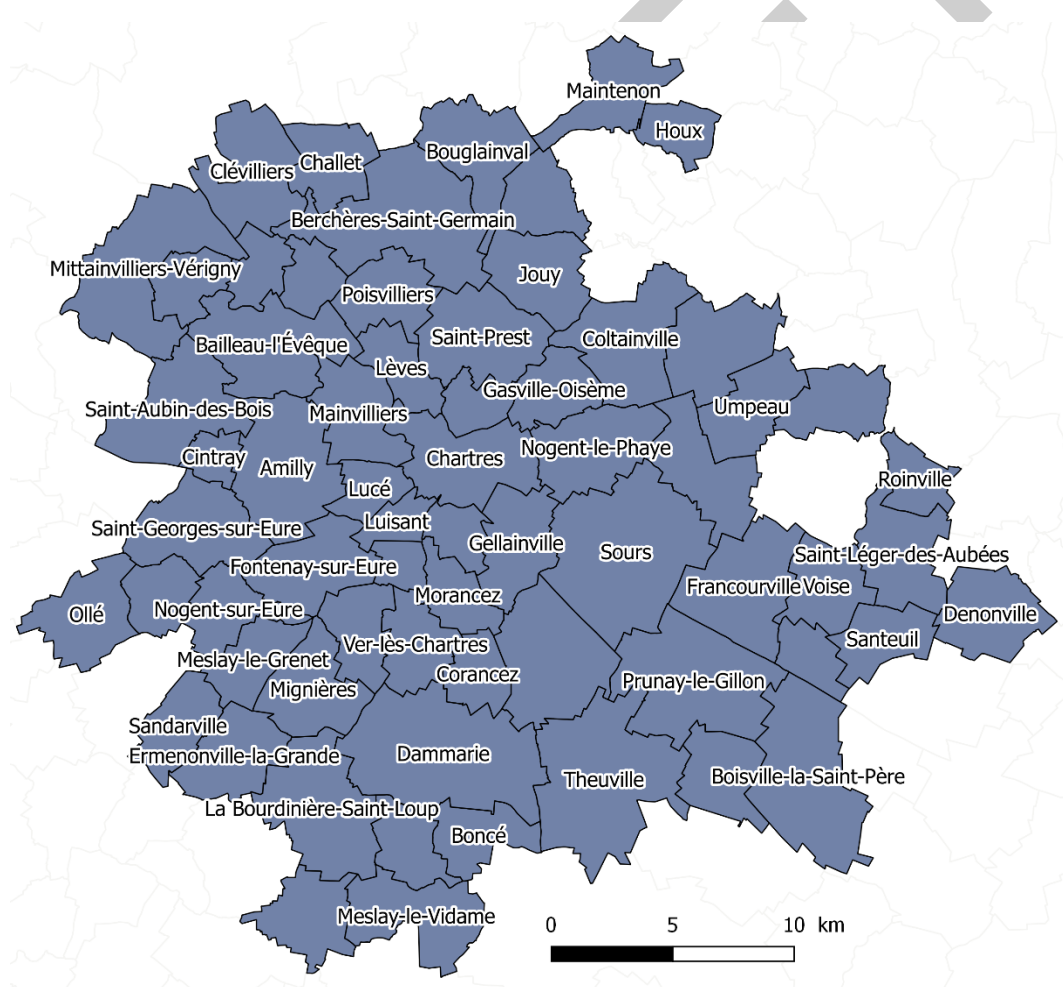 Maintenon
Houx
Bouglainval
Challet
Clévilliers
Berchères-Saint-Germain
Mittainvilliers-Vérigny
Jouy
Poisvilliers
Saint-Prest
Coltainville
Bailleau-l'Évêque
Lèves
Gasville-Oisème
Saint-Aubin-des-Bois
Mainvilliers
Umpeau
Cintray
Amilly
Chartres
Nogent-le-Phaye
Lucé
Roinville
Saint-Georges-sur-Eure
Luisant
Gellainville
Sours
Saint-Léger-des-Aubées
Fontenay-sur-Eure
Francourville
Voise
Ollé
Nogent-sur-Eure
Morancez
Denonville
Meslay-le-Grenet
Ver-lès-Chartres
Santeuil
Mignières
Corancez
Prunay-le-Gillon
Sandarville
Ermenonville-la-Grande
Dammarie
Theuville
Boisville-la-Saint-Père
La Bourdinière-Saint-Loup
Boncé
Meslay-le-Vidame
0 5 10 km